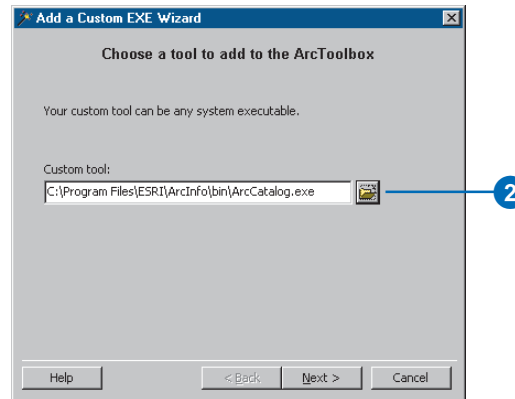 Add a Custom EXE Wizard
Choose a tool to add to the ArcToolbox
Your custom tool can be any system executable.
Custom tool:
C:\Program Files\ESRI\ArcInfo\bin\ArcCatalog.exe
2
Help
< Back
Next >
Cancel